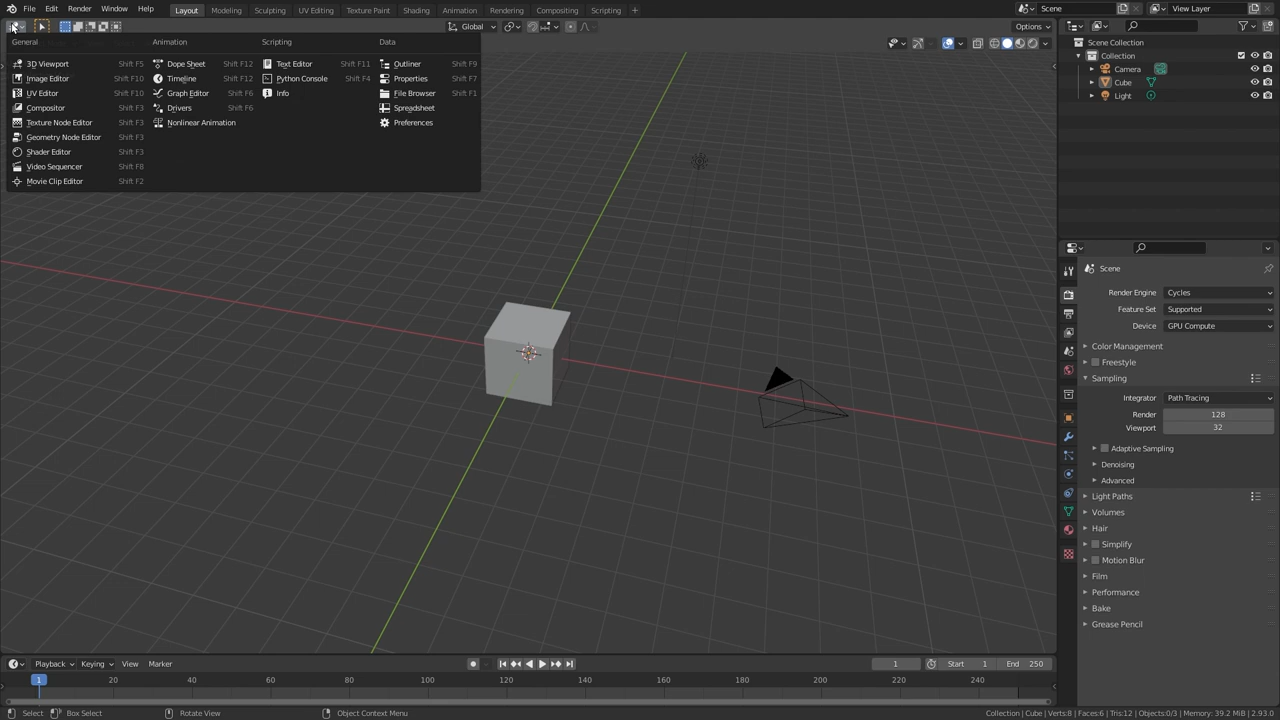 File Edit Render Window Help Layout Modeling Sculpting UV Editing Texture Paint Shading Animation Rendering Compositing Scripting + Scene View Layer
Global Options
General Animation Scripting Data
3D Viewport Shift F5 Dope Sheet Shift F12 Text Editor Shift F11 Outliner Shift F9
Image Editor Shift F10 Timeline Shift F12 Python Console Shift F4 Properties Shift F7
UV Editor Shift F10 Graph Editor Shift F6 Info File Browser Shift F1
Compositor Shift F3 Drivers Shift F6 Spreadsheet
Texture Node Editor Shift F3 Nonlinear Animation Preferences
Geometry Node Editor Shift F3
Shader Editor Shift F3
Video Sequencer Shift F8
Movie Clip Editor Shift F2
Scene Collection
Collection
Camera
Cube
Light
Scene
Render Engine Cycles
Feature Set Supported
Device GPU Compute
Color Management
Freestyle
Sampling
Integrator Path Tracing
Render 128
Viewport 32
Adaptive Sampling
Denoising
Advanced
Light Paths
Volumes
Hair
Simplify
Motion Blur
Film
Performance
Bake
Grease Pencil
Playback Keying View Marker 1 Start 1 End 250
1 20 40 60 80 100 120 140 160 180 200 220 240
Select Box Select Rotate View Object Context Menu Collection | Cube | Verts:8 | Faces:6 | Tris:12 | Objects:0/3 | Memory: 39.2 MiB | 2.93.0